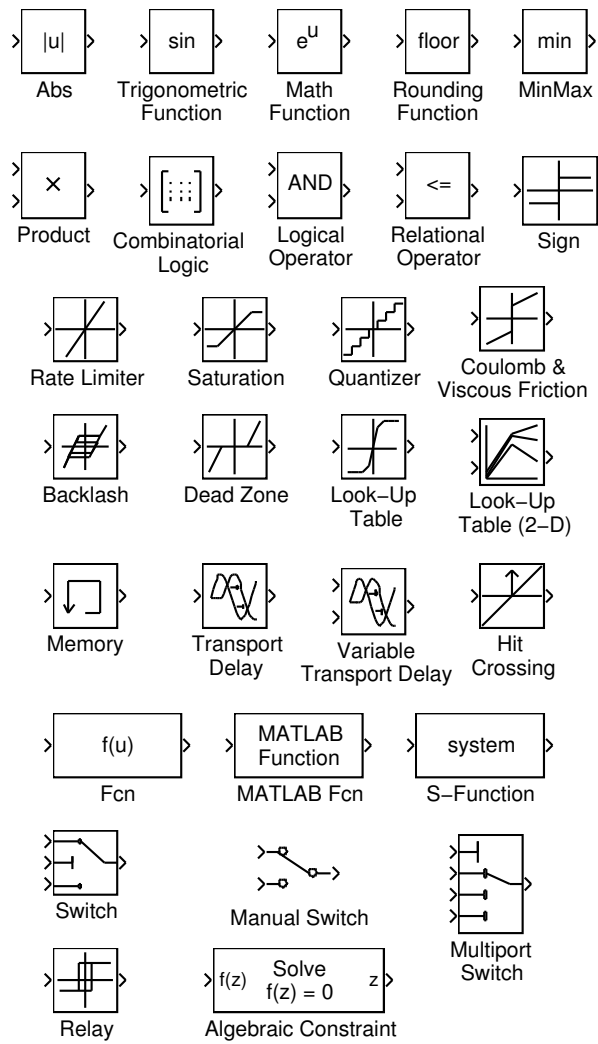 |u| sin e^u floor min
Abs Trigonometric Function Math Function Rounding Function MinMax
× AND <=
Product Combinatorial Logic Logical Operator Relational Operator Sign
Rate Limiter Saturation Quantizer Coulomb & Viscous Friction
Backlash Dead Zone Look−Up Table Look−Up Table (2−D)
Memory Transport Delay Variable Transport Delay Hit Crossing
f(u) MATLAB Function system
Fcn MATLAB Fcn S−Function
Switch Manual Switch Multiport Switch
f(z) Solve f(z) = 0 z
Relay Algebraic Constraint